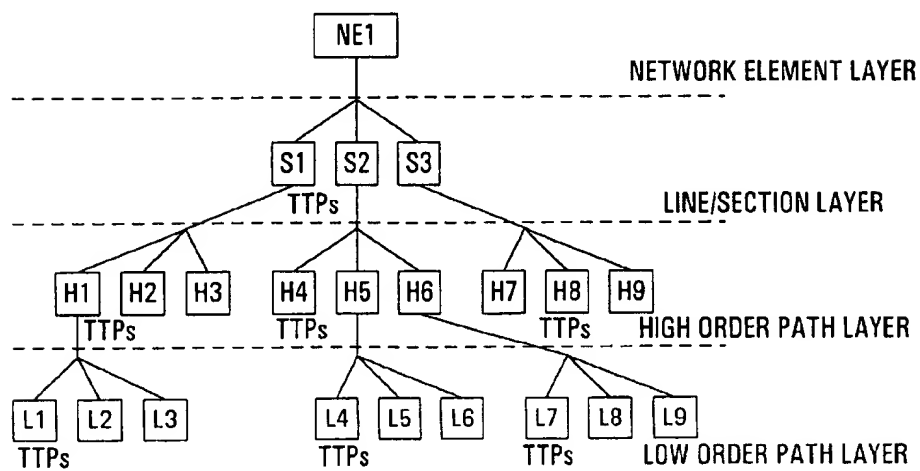 NE1
NETWORK ELEMENT LAYER
S1 S2 S3
TTPs
LINE/SECTION LAYER
H1 H2 H3 H4 H5 H6 H7 H8 H9
TTPs TTPs TTPs
HIGH ORDER PATH LAYER
L1 L2 L3 L4 L5 L6 L7 L8 L9
TTPs TTPs TTPs
LOW ORDER PATH LAYER